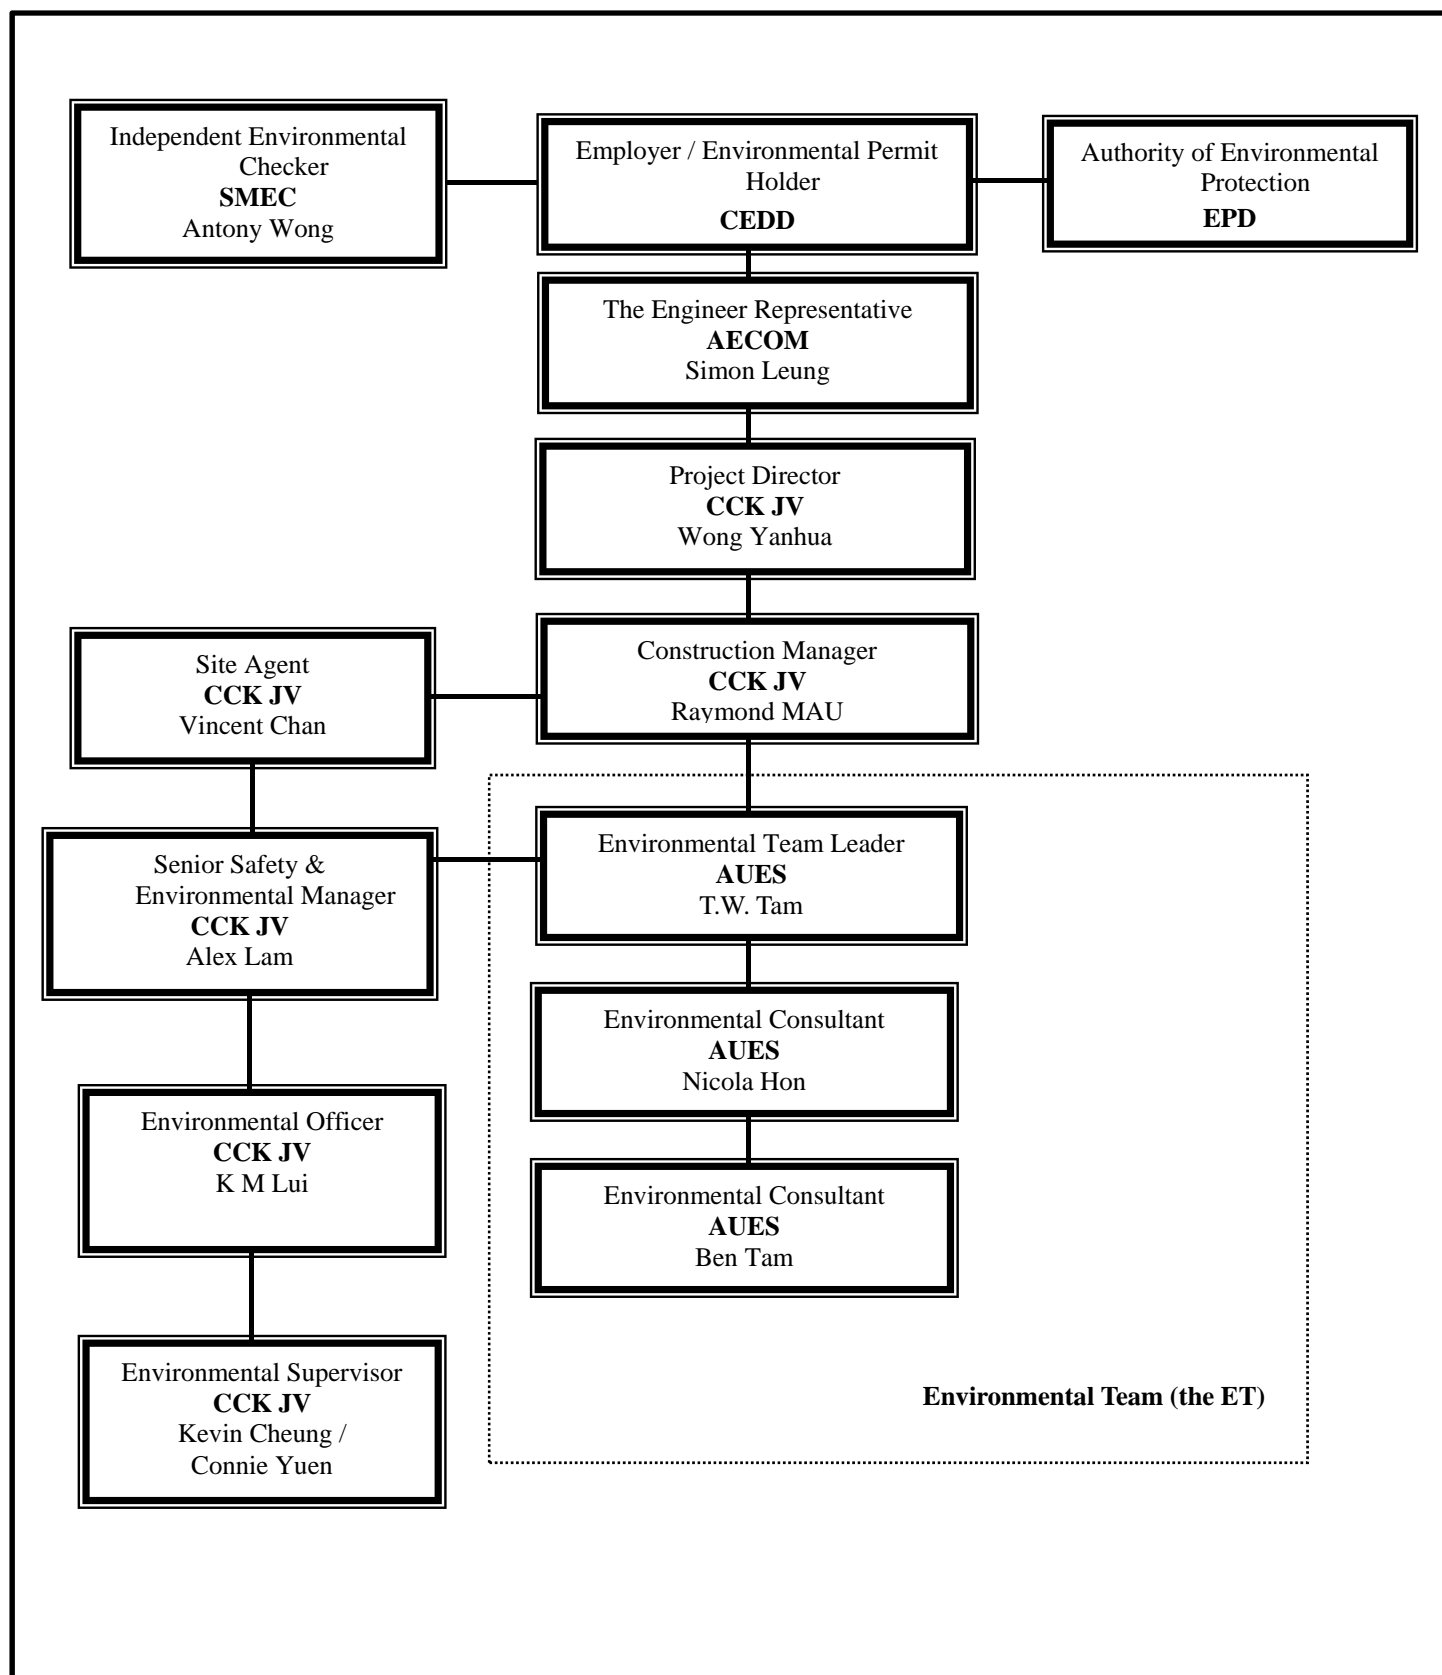 Independent Environmental
Checker
SMEC
Antony Wong
Employer / Environmental Permit
Holder
CEDD
Authority of Environmental
Protection
EPD
The Engineer Representative
AECOM
Simon Leung
Project Director
CCK JV
Wong Yanhua
Site Agent
CCK JV
Vincent Chan
Construction Manager
CCK JV
Raymond MAU
Senior Safety &
Environmental Manager
CCK JV
Alex Lam
Environmental Team Leader
AUES
T.W. Tam
Environmental Consultant
AUES
Nicola Hon
Environmental Officer
CCK JV
K M Lui
Environmental Consultant
AUES
Ben Tam
Environmental Supervisor
CCK JV
Kevin Cheung /
Connie Yuen
Environmental Team (the ET)